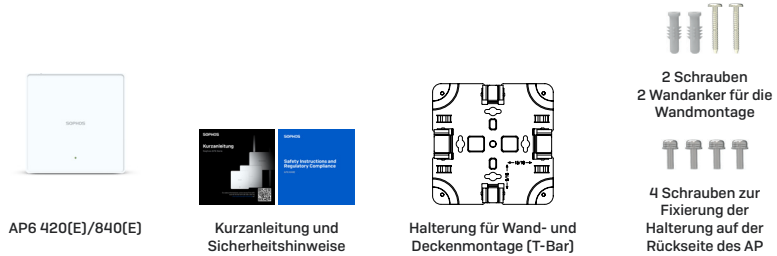 SOPHOS
AP6 420(E)/840(E)
SOPHOS
Kurzanleitung
SOPHOS
Safety Instructions and
Regulatory Compliance
Kurzanleitung und
Sicherheitshinweise
Halterung für Wand- und
Deckenmontage (T-Bar)
2 Schrauben
2 Wandanker für die
Wandmontage
4 Schrauben zur
Fixierung der
Halterung auf der
Rückseite des AP